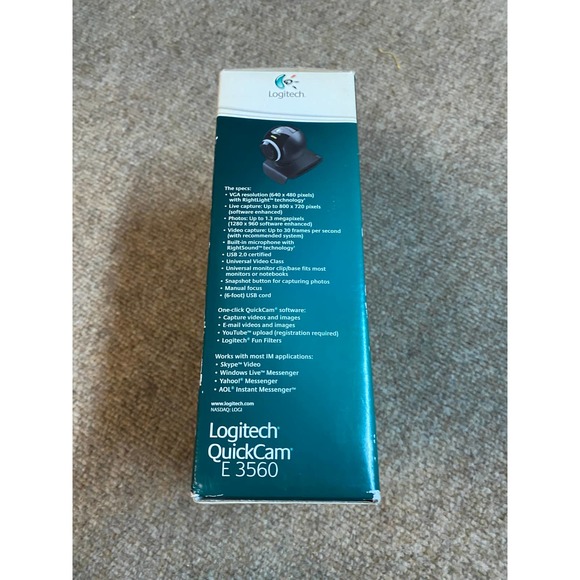 Logitech
The specs:
• VGA resolution (640 x 480 pixels)
with RightLight™ technology¹
• Live capture: Up to 800 x 720 pixels
(software enhanced)
• Photos: Up to 1.3 megapixels
(1280 x 960 software enhanced)
• Video capture: Up to 30 frames per second
(with recommended system)
• Built-in microphone with
RightSound™ technology¹
• USB 2.0 certified
• Universal Video Class
• Universal monitor clip/base fits most
monitors or notebooks
• Snapshot button for capturing photos
• Manual focus
• (6-foot) USB cord
One-click QuickCam® software:
• Capture videos and images
• E-mail videos and images
• YouTube™ upload (registration required)
• Logitech® Fun Filters
Works with most IM applications:
• Skype™ Video
• Windows Live™ Messenger
• Yahoo!® Messenger
• AOL® Instant Messenger™
www.logitech.com
NASDAQ: LOGI
Logitech®
QuickCam®
E 3560